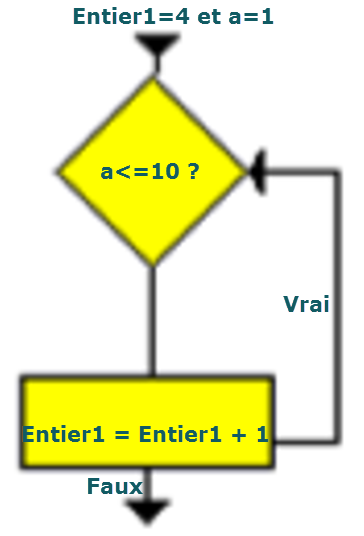 Entier1=4 et a=1
a<=10 ?
Vrai
Entier1 = Entier1 + 1
Faux